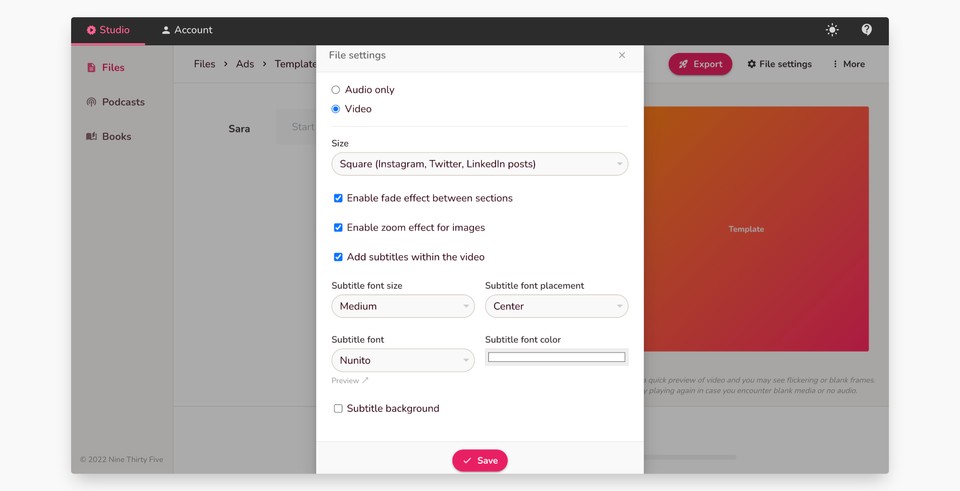 Studio
Account
Files
Podcasts
Books
© 2022 Nine Thirty Five
Files > Ads > Template
Export
File settings
More
Sara
Start
Template
quick preview of video and you may see flickering or blank frames.
playing again in case you encounter blank media or no audio.
File settings
×
Audio only
Video
Size
Square (Instagram, Twitter, LinkedIn posts)
Enable fade effect between sections
Enable zoom effect for images
Add subtitles within the video
Subtitle font size
Subtitle font placement
Medium
Center
Subtitle font
Subtitle font color
Nunito
Preview ↗
Subtitle background
Save